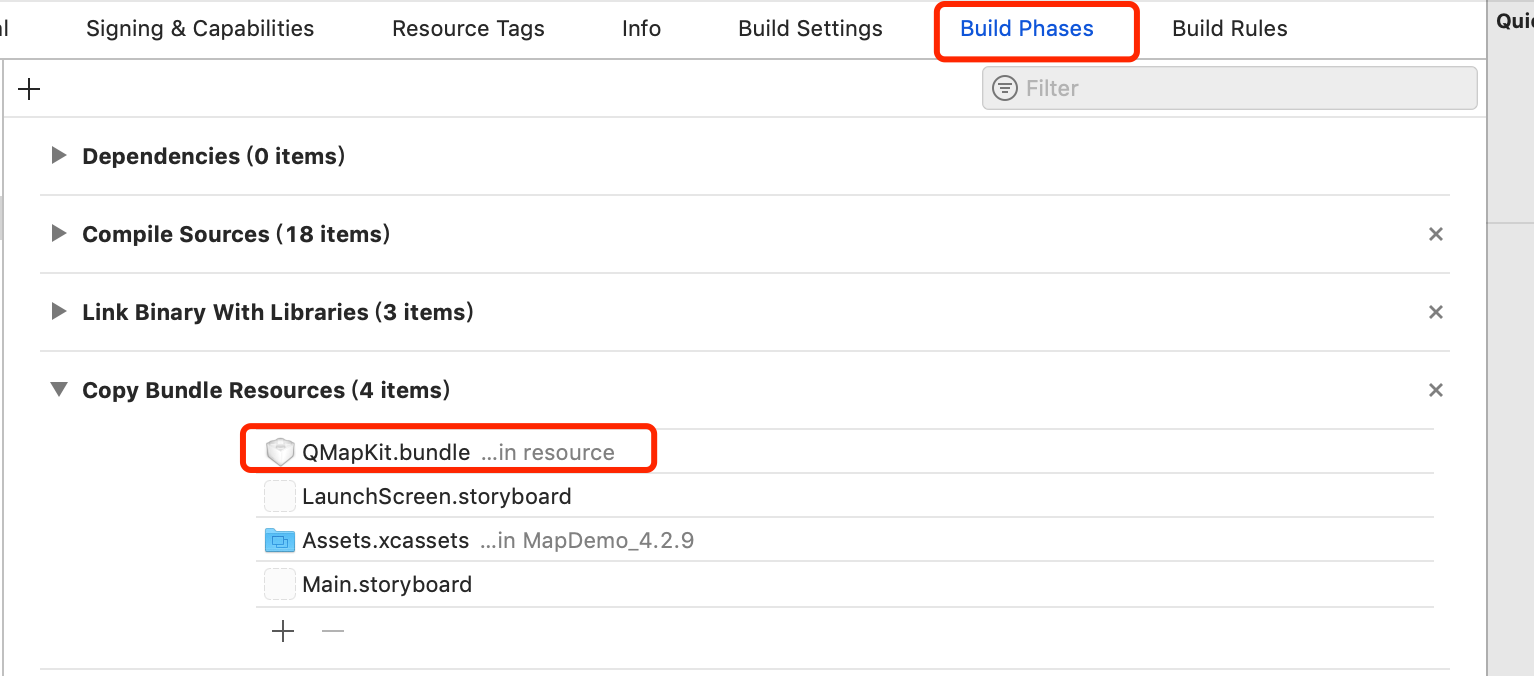 Signing & Capabilities Resource Tags Info Build Settings Build Phases Build Rules
Filter
Dependencies (0 items)
Compile Sources (18 items)
Link Binary With Libraries (3 items)
Copy Bundle Resources (4 items)
QMapKit.bundle ...in resource
LaunchScreen.storyboard
Assets.xcassets ...in MapDemo_4.2.9
Main.storyboard